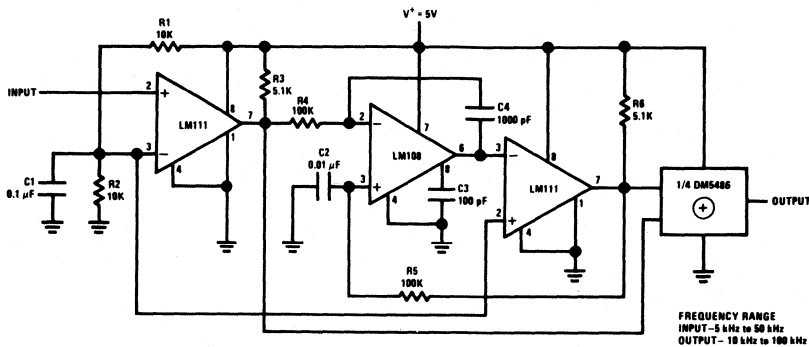 V+ = 5V
R1
10K
R3
5.1K
R4
100K
C4
1000 pF
R6
5.1K
INPUT
2
+
8
LM111
7
1
3
−
4
2
−
7
LM108
6
3
+
8
4
C1
0.1 μF
R2
10K
C2
0.01 μF
C3
100 pF
3
−
8
LM111
7
1
2
+
4
1/4 DM5486
+
OUTPUT
R5
100K
FREQUENCY RANGE
INPUT–5 kHz to 50 kHz
OUTPUT– 10 kHz to 100 kHz